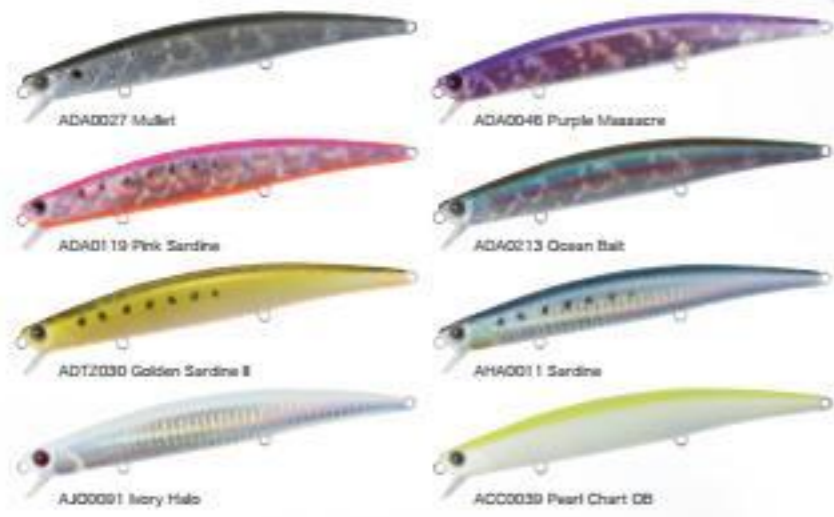 ADA0027 Mullet
ADA0046 Purple Massacre
ADA0119 Pink Sardine
ADA0213 Ocean Bait
ADTZ030 Golden Sardine II
AHA0011 Sardine
AJO0091 Ivory Halo
ACC0039 Pearl Chart OB